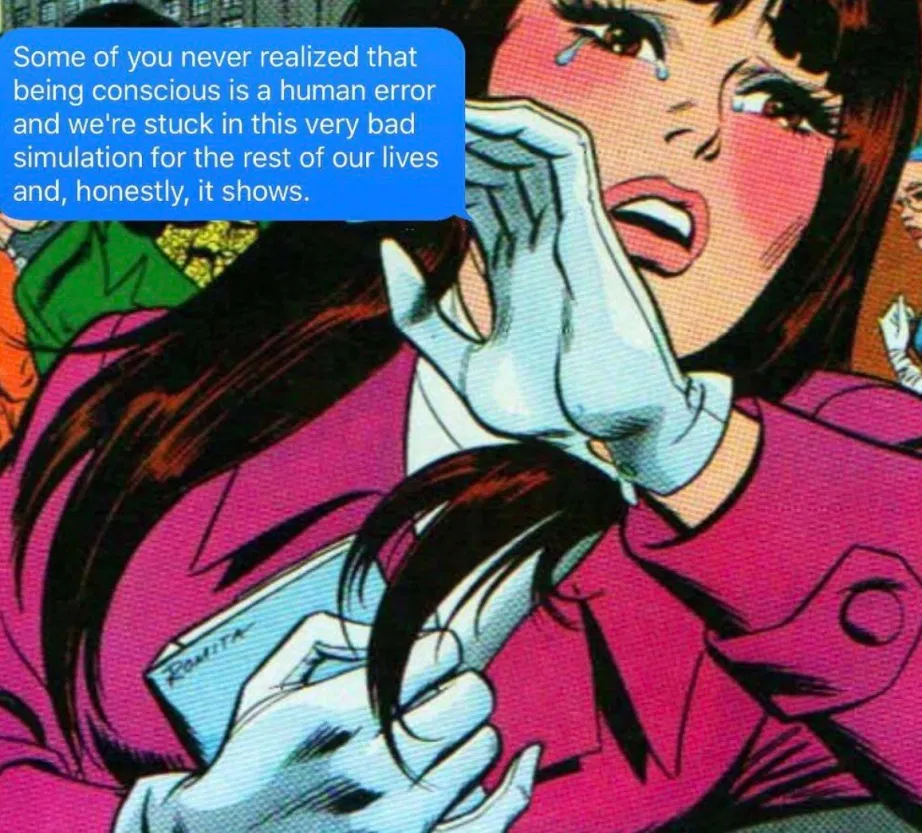 Some of you never realized that
being conscious is a human error
and we're stuck in this very bad
simulation for the rest of our lives
and, honestly, it shows.
ROMITA